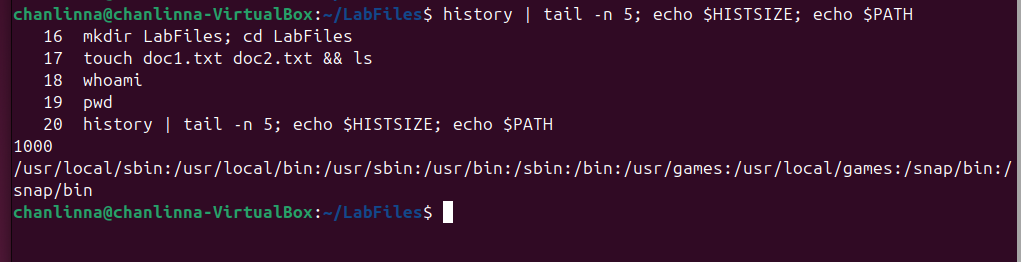 chanlinna@chanlinna-VirtualBox:~/LabFiles$ history | tail -n 5; echo $HISTSIZE; echo $PATH
16 mkdir LabFiles; cd LabFiles
17 touch doc1.txt doc2.txt && ls
18 whoami
19 pwd
20 history | tail -n 5; echo $HISTSIZE; echo $PATH
1000
/usr/local/sbin:/usr/local/bin:/usr/sbin:/usr/bin:/sbin:/bin:/usr/games:/usr/local/games:/snap/bin:/
snap/bin
chanlinna@chanlinna-VirtualBox:~/LabFiles$